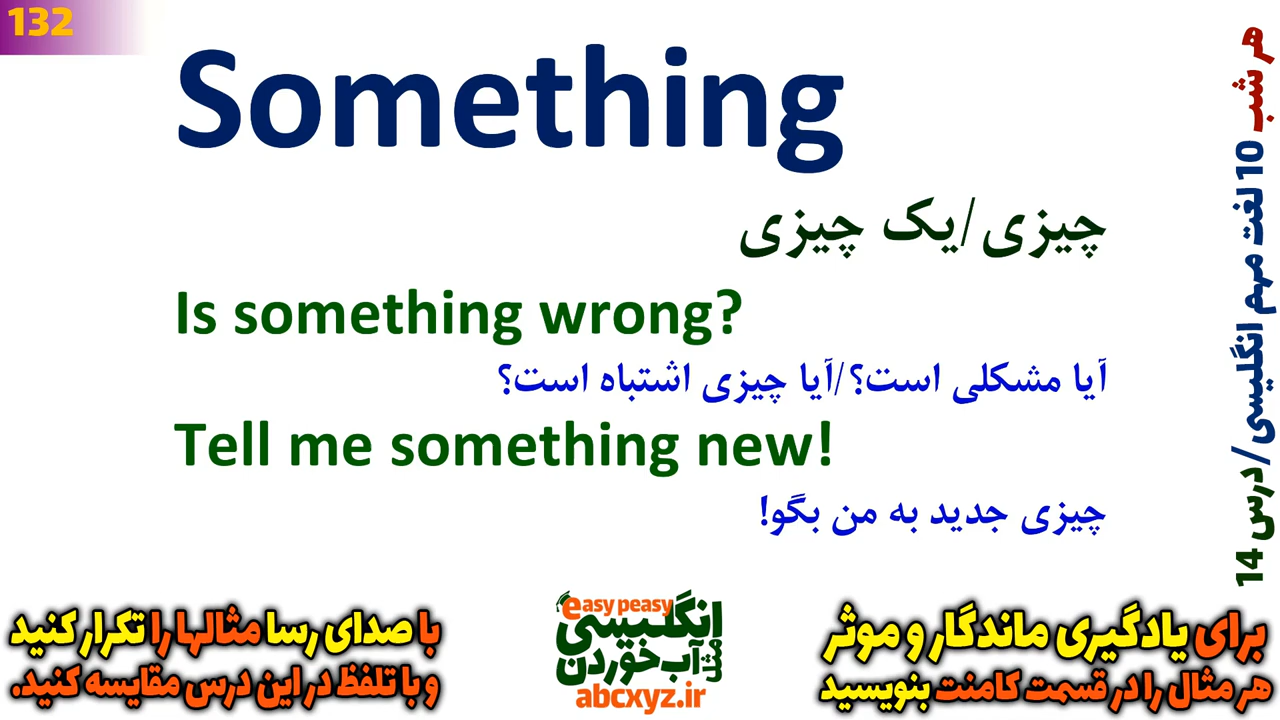 132
Something
چیزی/یک چیزی
Is something wrong?
آیا مشکلی است؟/آیا چیزی اشتباه است؟
Tell me something new!
چیزی جدید به من بگو!
هر شب 10 لغت مهم انگلیسی/درس 14
برای یادگیری ماندگار و موثر
هر مثال را در قسمت کامنت بنویسید
easy peasy
انگلیسی
مثل آب خوردن
abcxyz.ir
با صدای رسا مثالها را تکرار کنید
و با تلفظ در این درس مقایسه کنید.